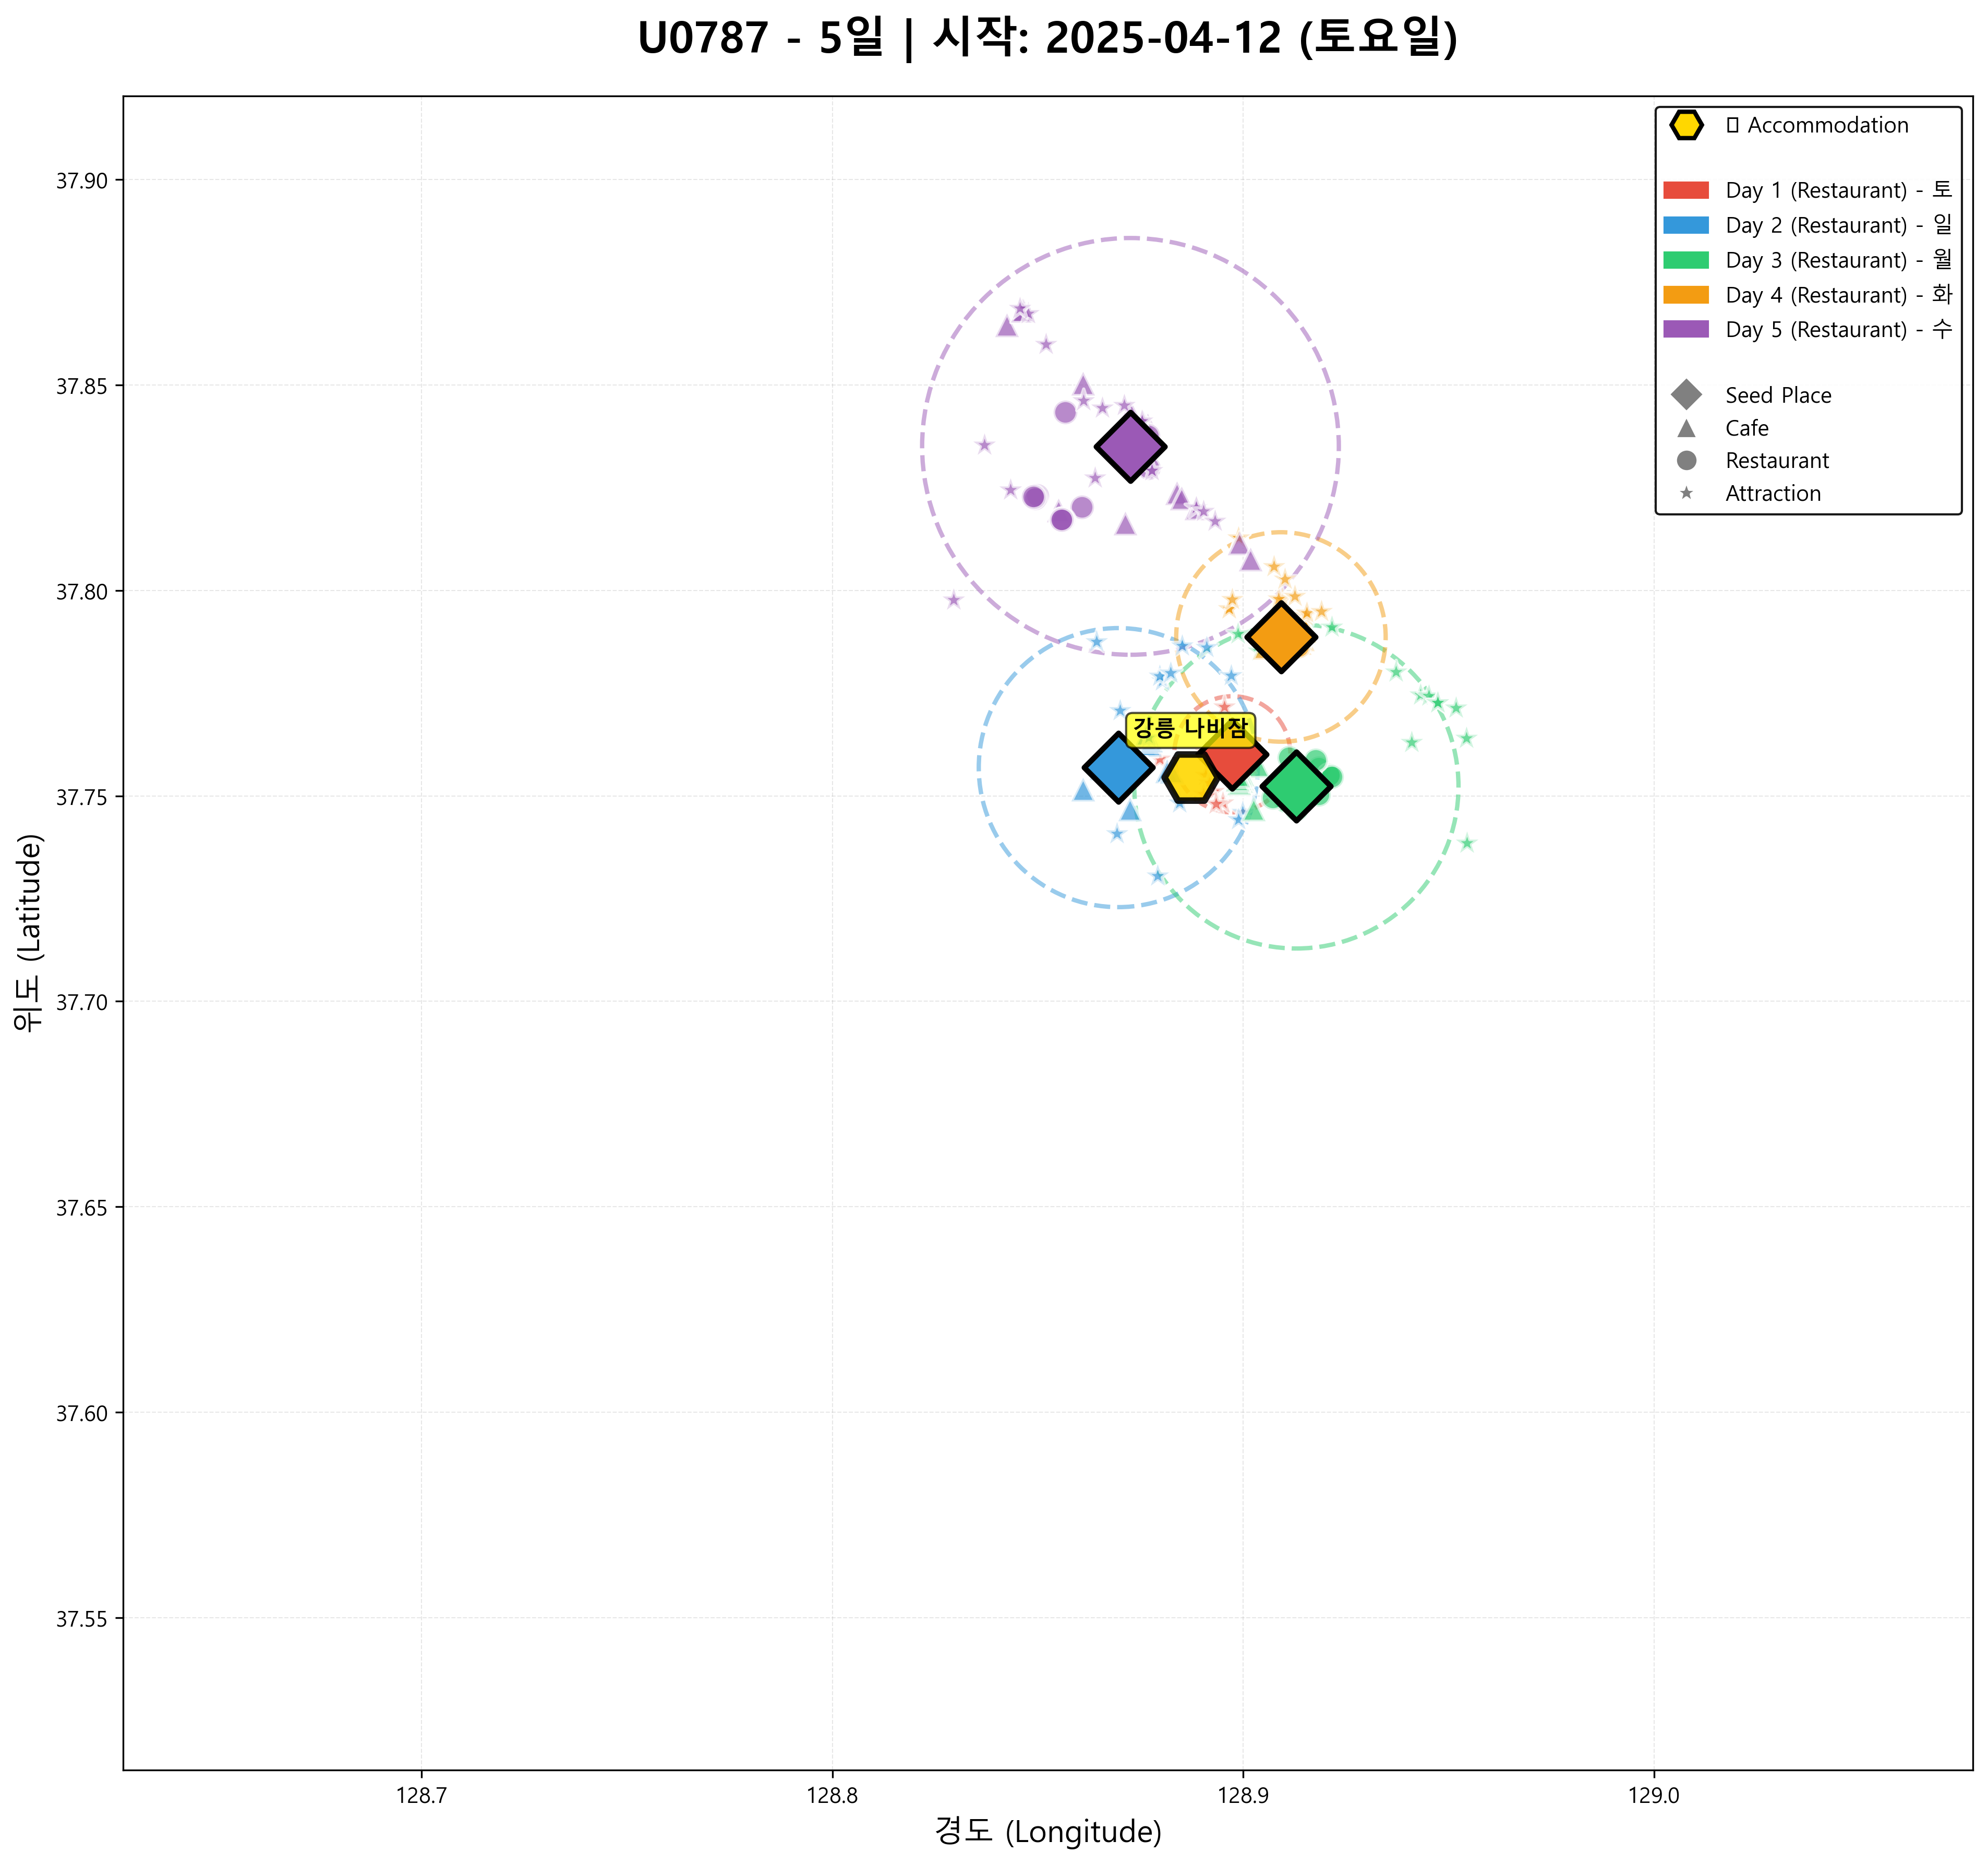 U0787 - 5일 | 시작: 2025-04-12 (토요일)
▯ Accommodation
Day 1 (Restaurant) - 토
Day 2 (Restaurant) - 일
Day 3 (Restaurant) - 월
Day 4 (Restaurant) - 화
Day 5 (Restaurant) - 수
Seed Place
Cafe
Restaurant
Attraction
강릉 나비잠
위도 (Latitude)
37.90
37.85
37.80
37.75
37.70
37.65
37.60
37.55
128.7
128.8
128.9
129.0
경도 (Longitude)